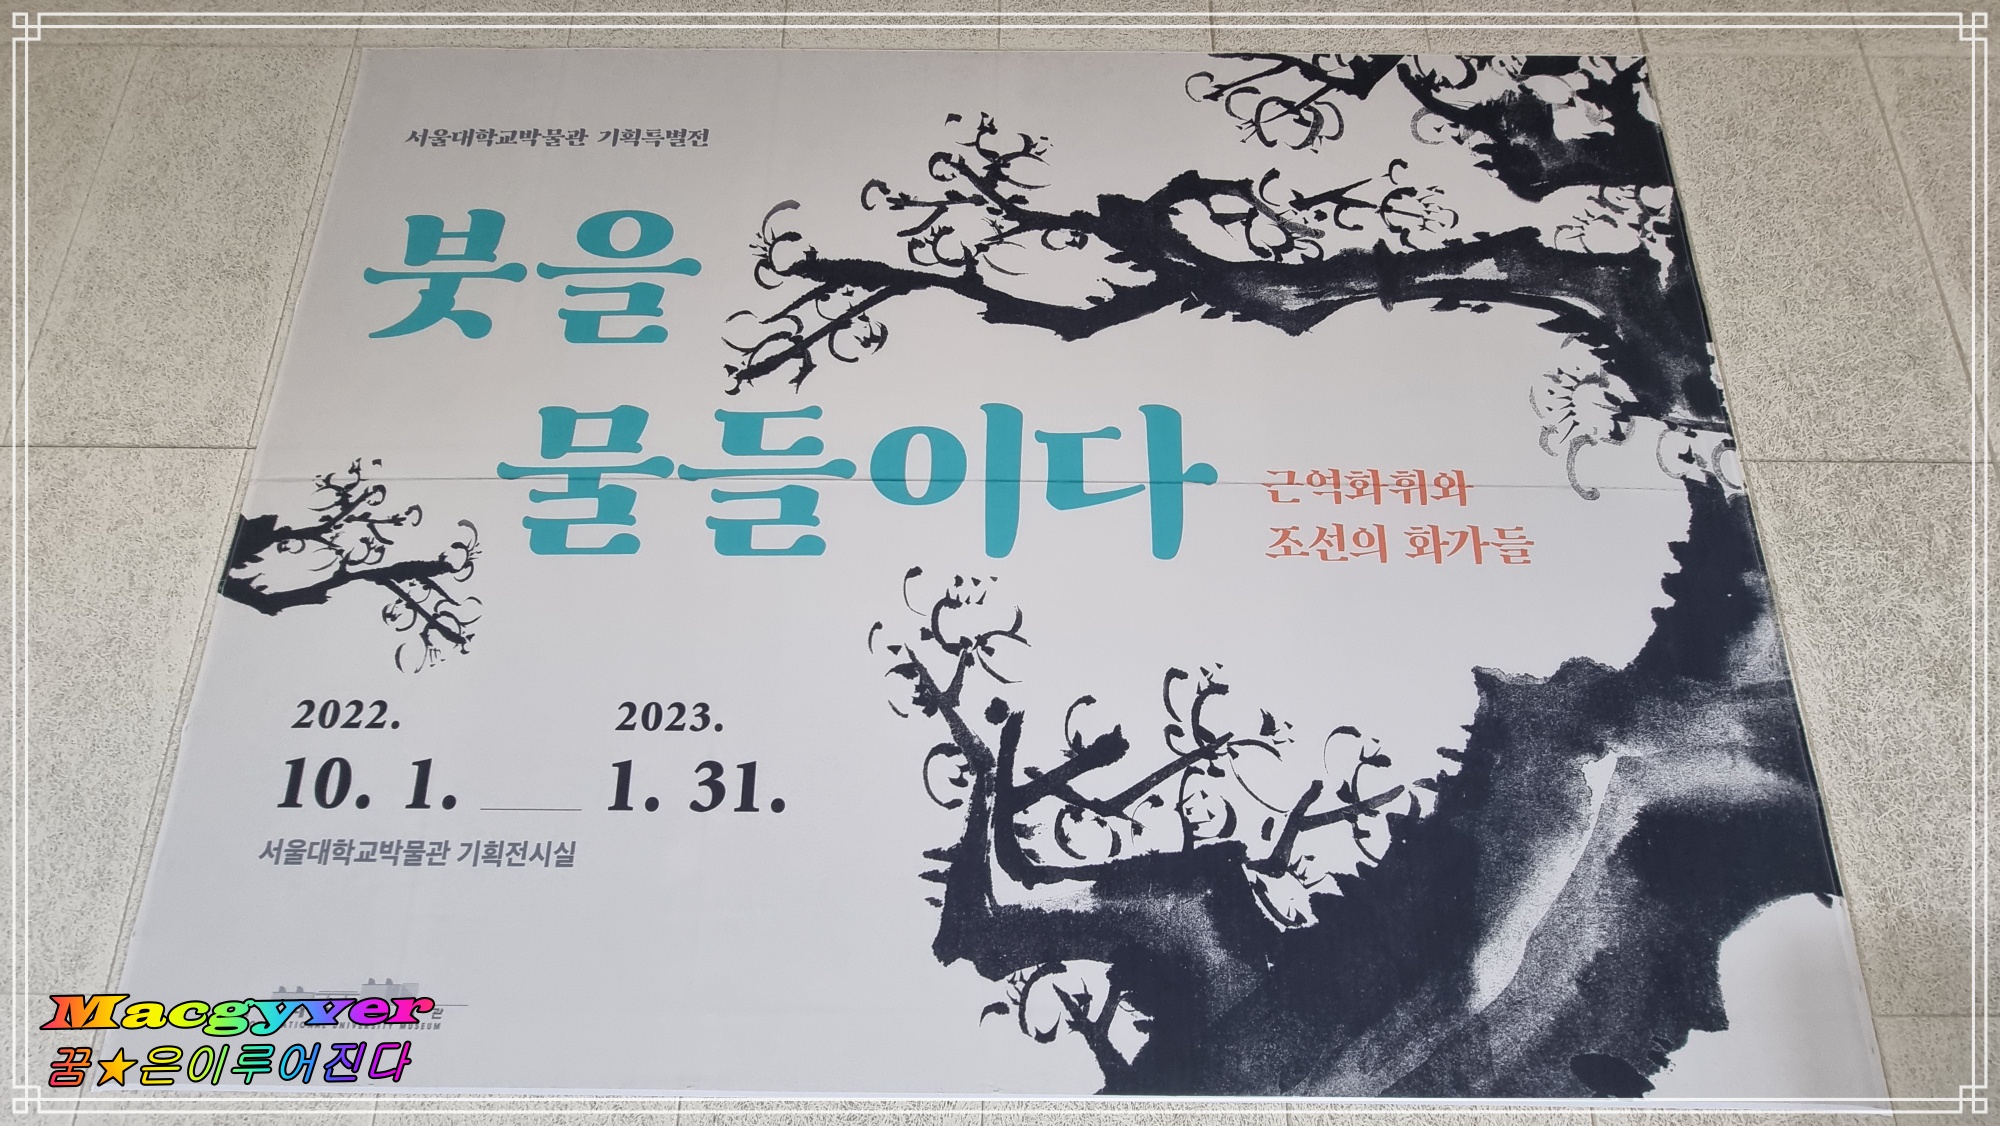 서울대학교박물관 기획특별전
붓을
물들이다
근역화휘와
조선의 화가들
2022.
10. 1.
2023.
1. 31.
서울대학교박물관 기획전시실
UNIVERSITY MUSEUM
Macgyver
꿈★은이루어진다